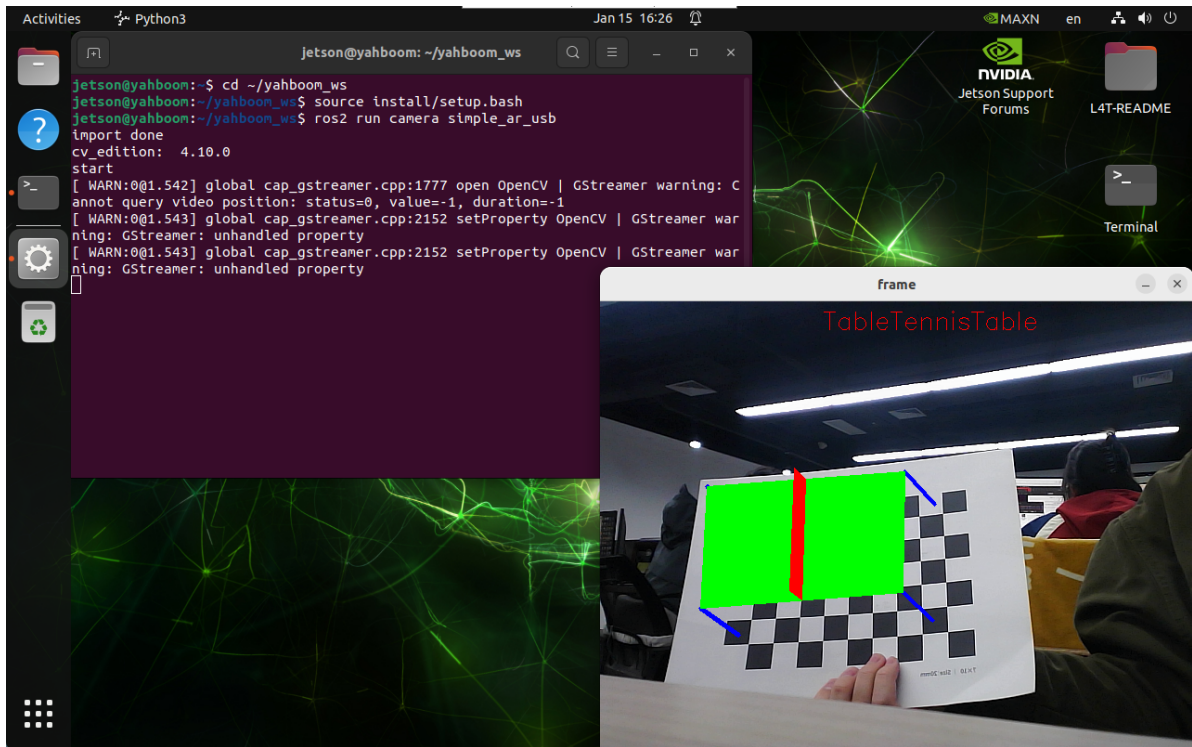 Activities
Python3
Jan 15 16:26
MAXN
en
jetson@yahboom: ~/yahboom_ws
jetson@yahboom:~$ cd ~/yahboom_ws
jetson@yahboom:~/yahboom_ws$ source install/setup.bash
jetson@yahboom:~/yahboom_ws$ ros2 run camera simple_ar_usb
import done
cv_edition:  4.10.0
start
[ WARN:0@1.542] global cap_gstreamer.cpp:1777 open OpenCV | GStreamer warning: C
annot query video position: status=0, value=-1, duration=-1
[ WARN:0@1.543] global cap_gstreamer.cpp:2152 setProperty OpenCV | GStreamer war
ning: GStreamer: unhandled property
[ WARN:0@1.543] global cap_gstreamer.cpp:2152 setProperty OpenCV | GStreamer war
ning: GStreamer: unhandled property
NVIDIA.
Jetson Support
Forums
L4T-README
>_
Terminal
frame
TableTennisTable
7X10 | Size:20mm